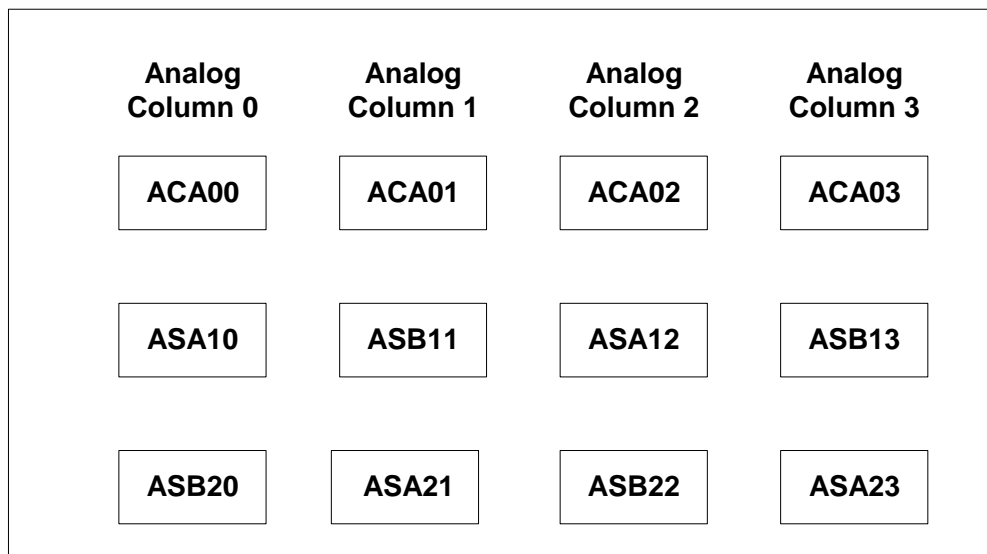 Analog Column 0
Analog Column 1
Analog Column 2
Analog Column 3
ACA00
ACA01
ACA02
ACA03
ASA10
ASB11
ASA12
ASB13
ASB20
ASA21
ASB22
ASA23